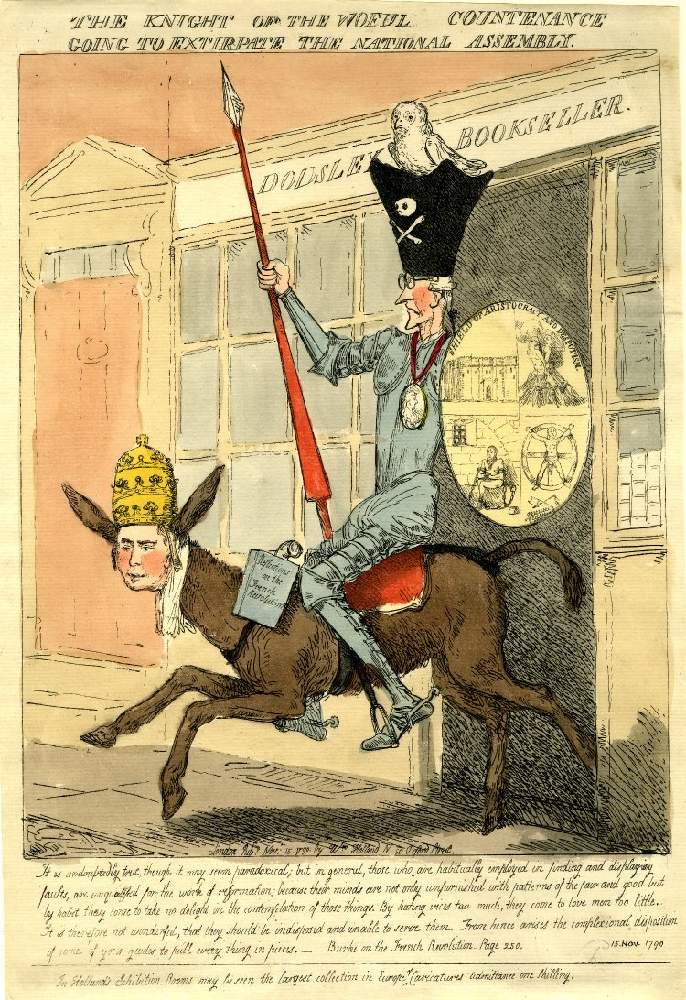 THE KNIGHT OF THE WOFUL COUNTENANCE
GOING TO EXTIRPATE THE NATIONAL ASSEMBLY.
DODSLEY BOOKSELLER.
SHIELD OF ARISTOCRACY AND DESPOTISM
Reflections
on the
French
Revolution
London Pubd. Nov. 15. 1790. by Wm. Holland No. 50 Oxford Street.
It is undoubtedly true, though it may seem paradoxical; but in general, those who are habitually employed in finding and displaying
faults, are unqualified for the work of reformation; because their minds are not only unfurnished with patterns of the fair and good but
by habit they come to take no delight in the contemplation of those things. By hating vices too much, they come to love men too little.
It is therefore not wonderful, that they should be indisposed and unable to serve them. From hence arises the complexional disposition
of some of your guides to pull every thing in pieces. — Burke on the French Revolution Page 250.
15. NOV. 1790
In Hollands Exhibition Rooms may be seen the largest collection in Europe of Caricatures admittance one Shilling.